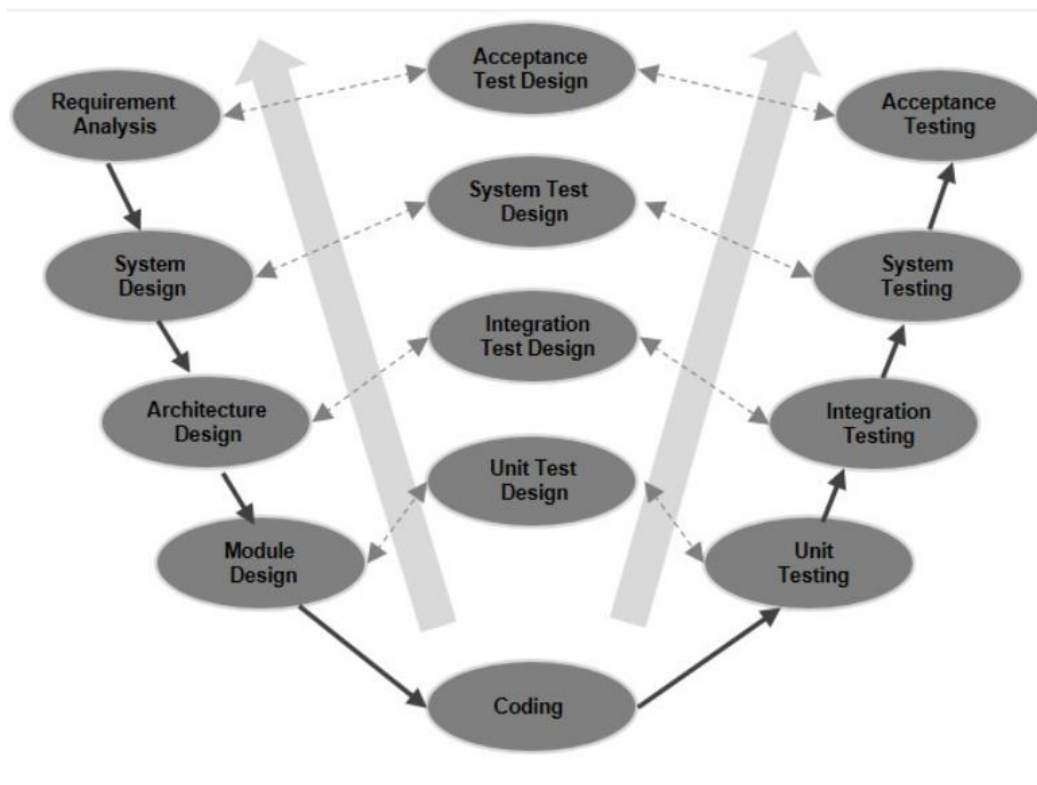 Acceptance
Test Design
Requirement
Analysis
Acceptance
Testing
System Test
Design
System
Design
System
Testing
Integration
Test Design
Architecture
Design
Integration
Testing
Unit Test
Design
Module
Design
Unit
Testing
Coding